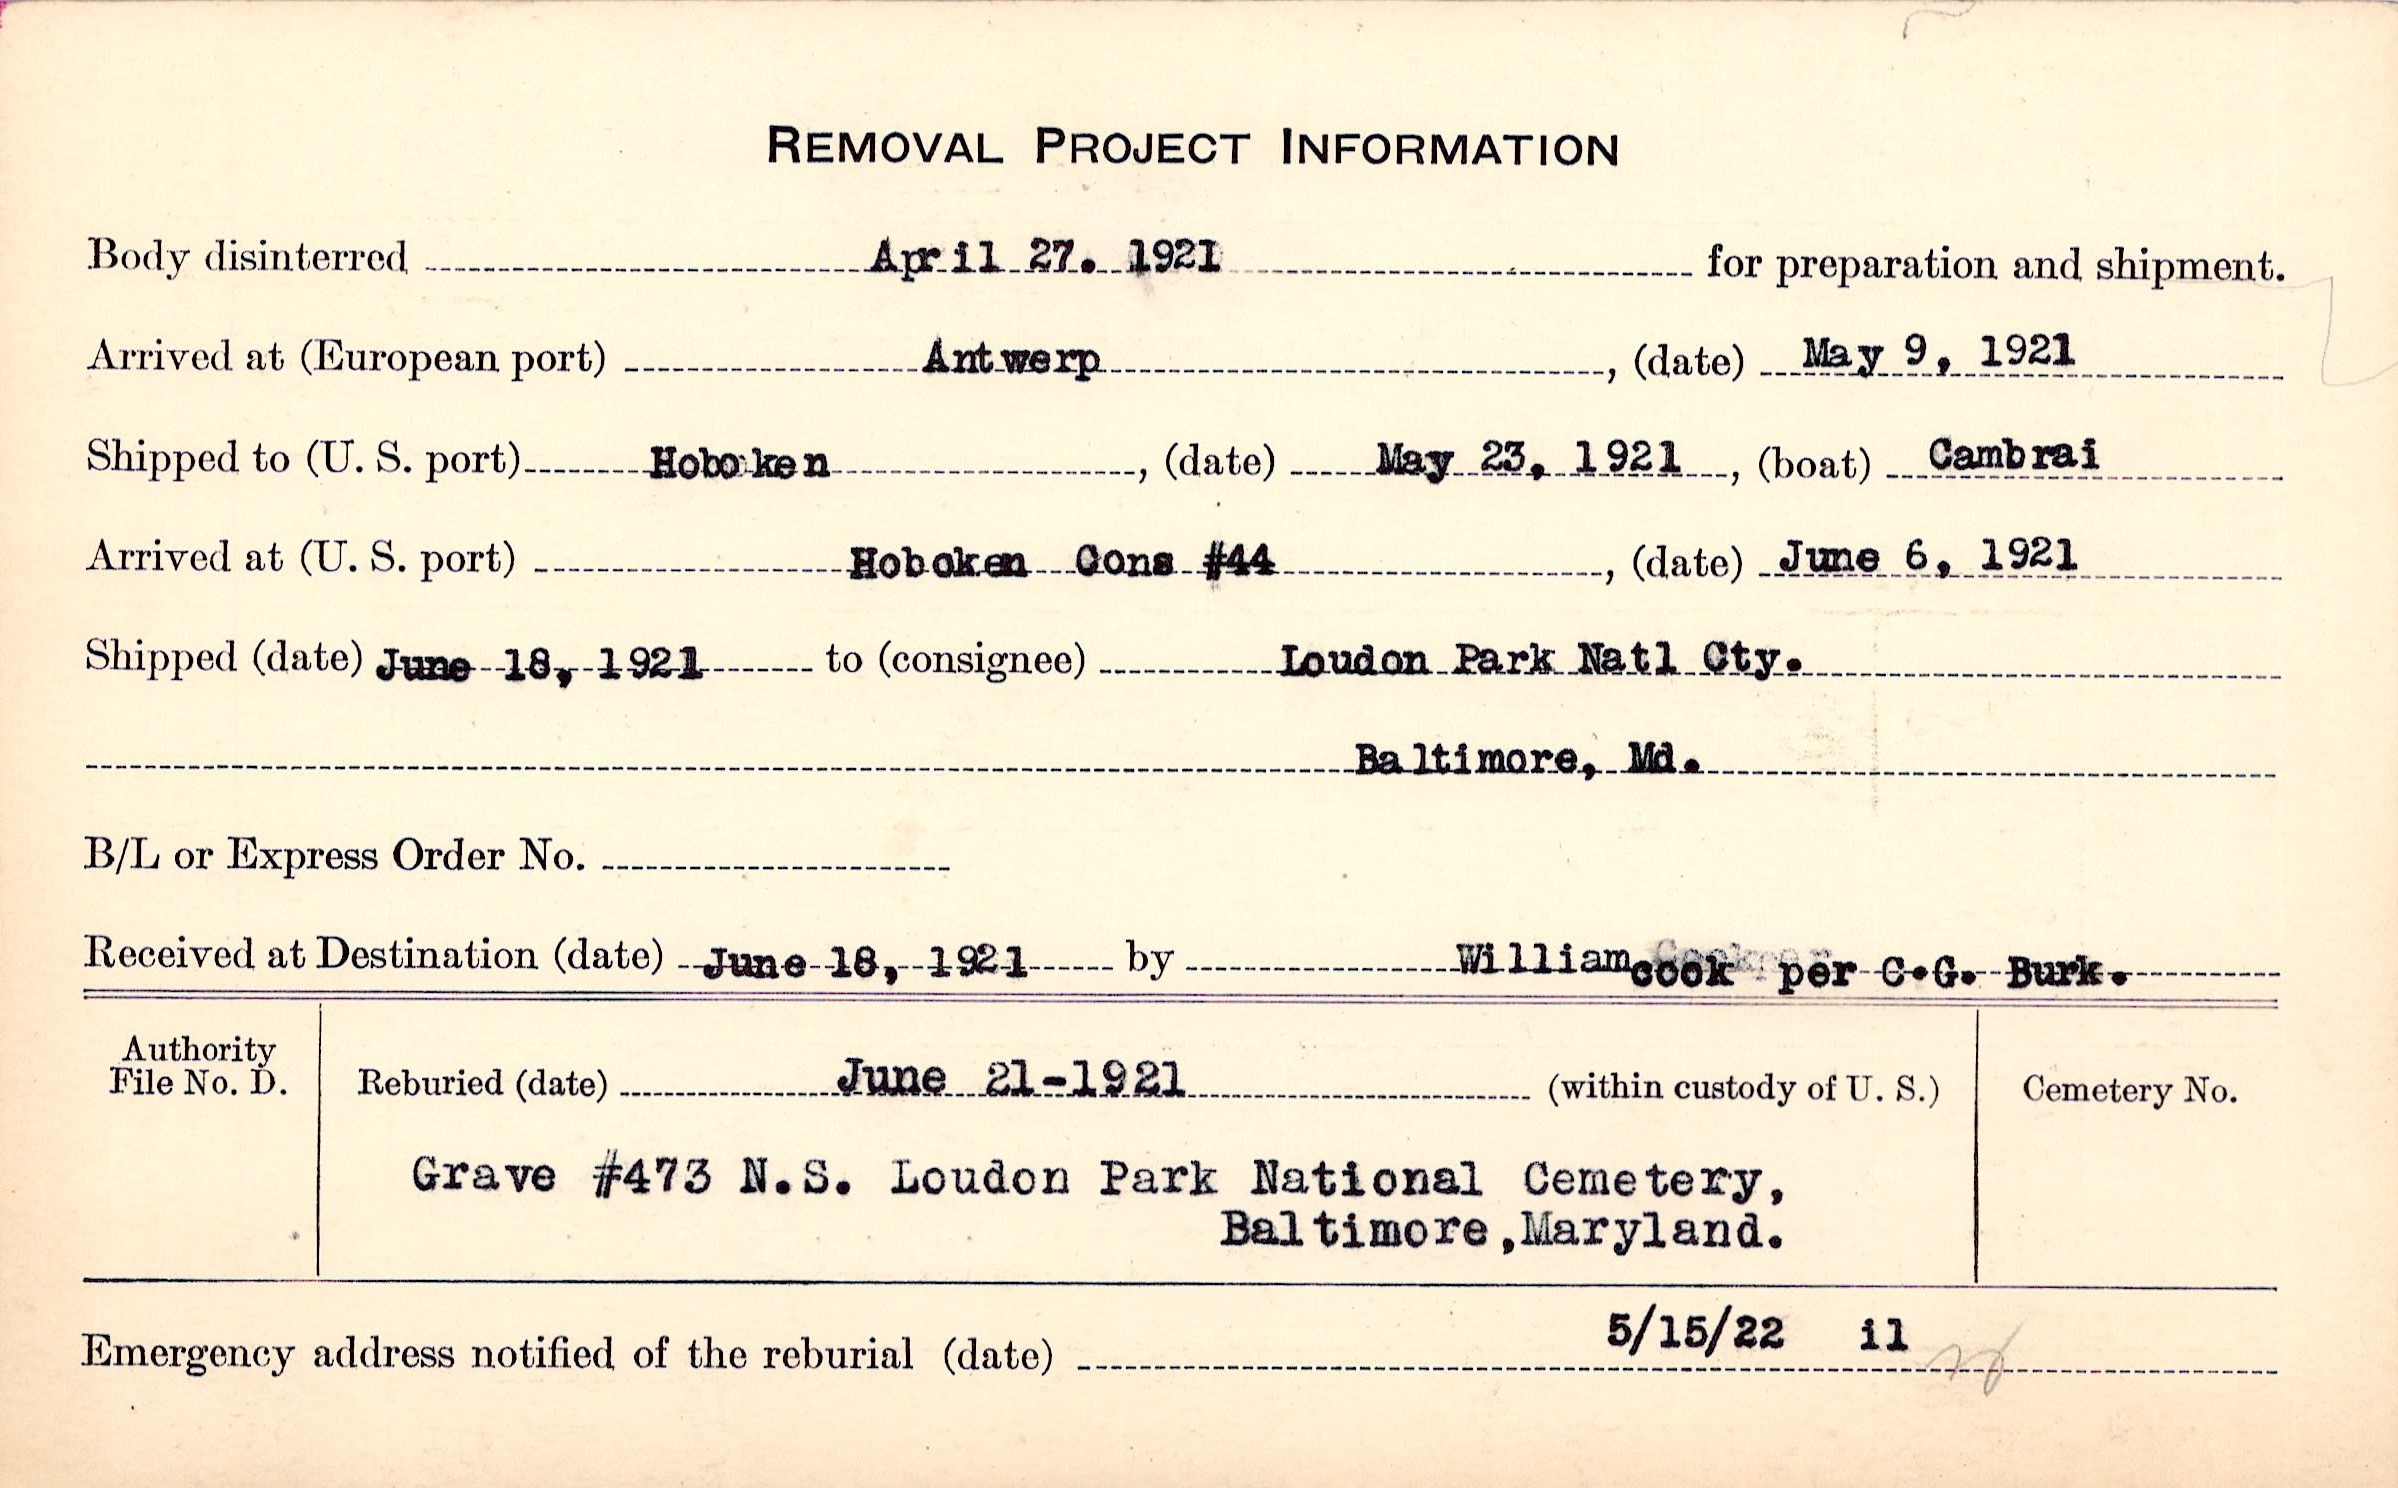 REMOVAL PROJECT INFORMATION
Body disinterred April 27. 1921 for preparation and shipment.
Arrived at (European port) Antwerp, (date) May 9, 1921
Shipped to (U. S. port) Hoboken, (date) May 23, 1921, (boat) Cambrai
Arrived at (U. S. port) Hoboken Cons #44, (date) June 6, 1921
Shipped (date) June 18, 1921 to (consignee) Loudon Park Natl Cty.
Baltimore, Md.
B/L or Express Order No.
Received at Destination (date) June 18, 1921 by William cook per C.G. Burk.
Authority
File No. D.
Reburied (date) June 21-1921 (within custody of U. S.)
Cemetery No.
Grave #473 N.S. Loudon Park National Cemetery,
Baltimore,Maryland.
Emergency address notified of the reburial (date) 5/15/22 il